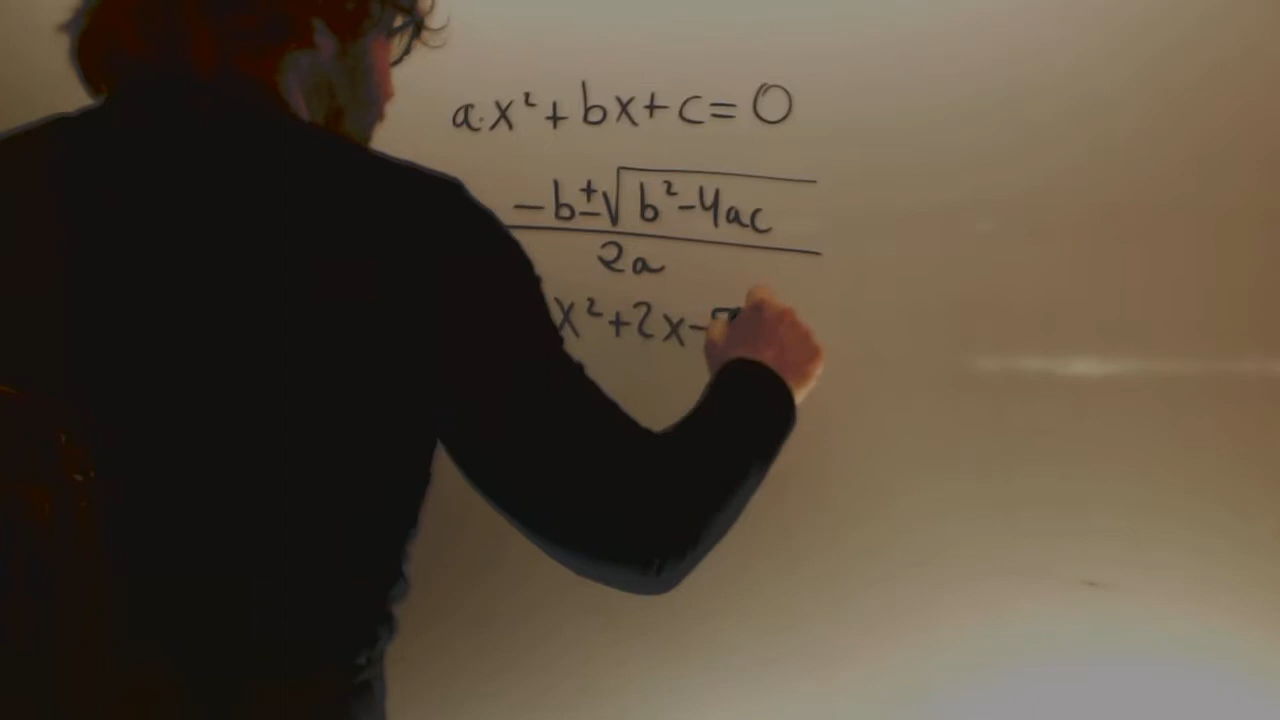 a.x²+bx+c=0
-b±√b²-4ac
2a
x²+2x-